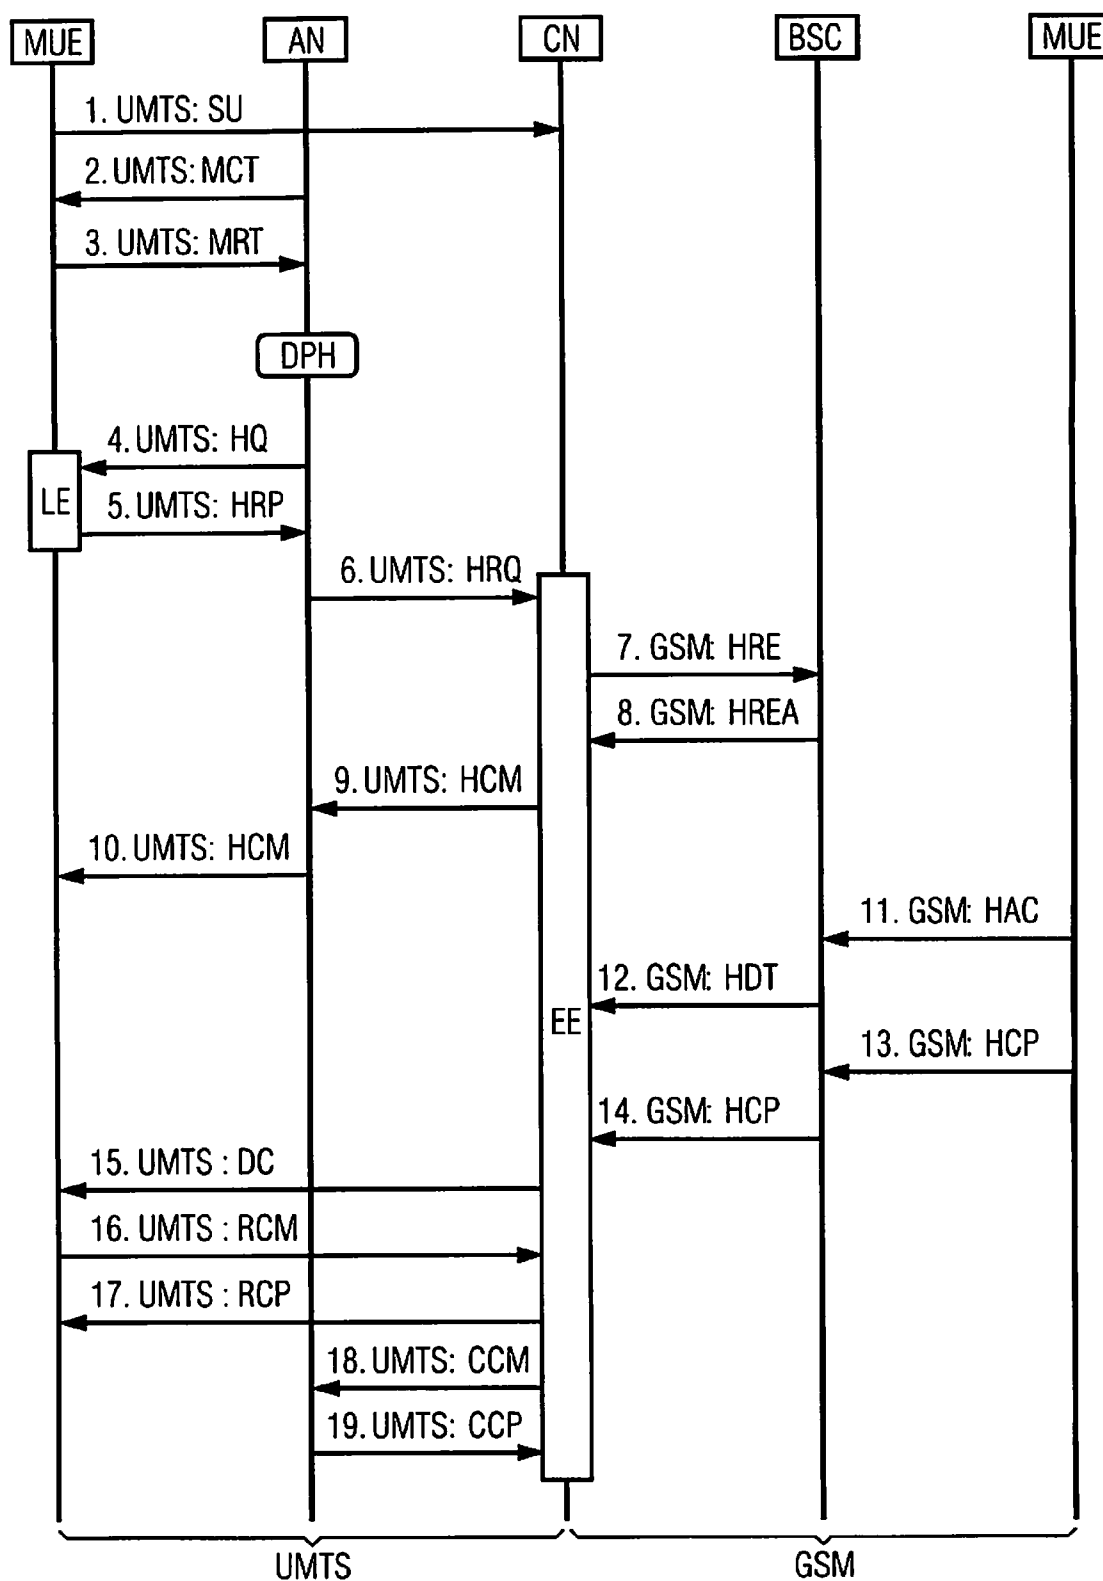 MUE AN CN BSC MUE
1. UMTS: SU
2. UMTS: MCT
3. UMTS: MRT
DPH
4. UMTS: HQ
LE
5. UMTS: HRP
6. UMTS: HRQ
7. GSM: HRE
8. GSM: HREA
9. UMTS: HCM
10. UMTS: HCM
11. GSM: HAC
12. GSM: HDT
EE
13. GSM: HCP
14. GSM: HCP
15. UMTS : DC
16. UMTS : RCM
17. UMTS : RCP
18. UMTS: CCM
19. UMTS: CCP
UMTS GSM